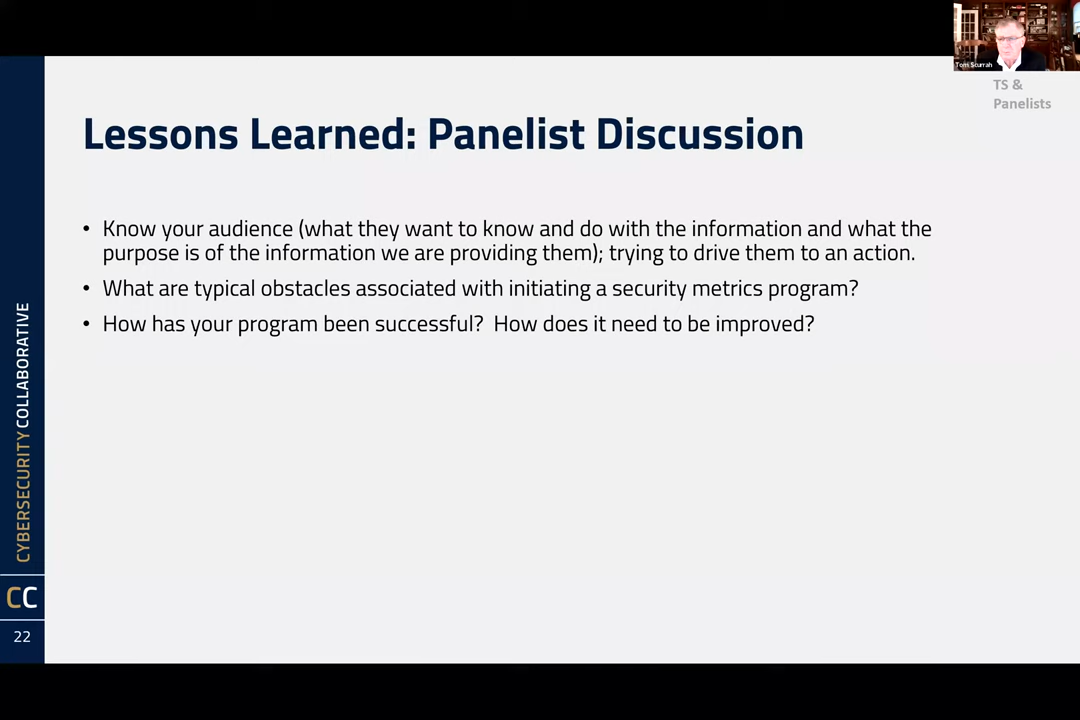 Tom Scurrah
TS &
Panelists
Lessons Learned: Panelist Discussion
• Know your audience (what they want to know and do with the information and what the
purpose is of the information we are providing them); trying to drive them to an action.
• What are typical obstacles associated with initiating a security metrics program?
• How has your program been successful?  How does it need to be improved?
CYBERSECURITY COLLABORATIVE
CC
22